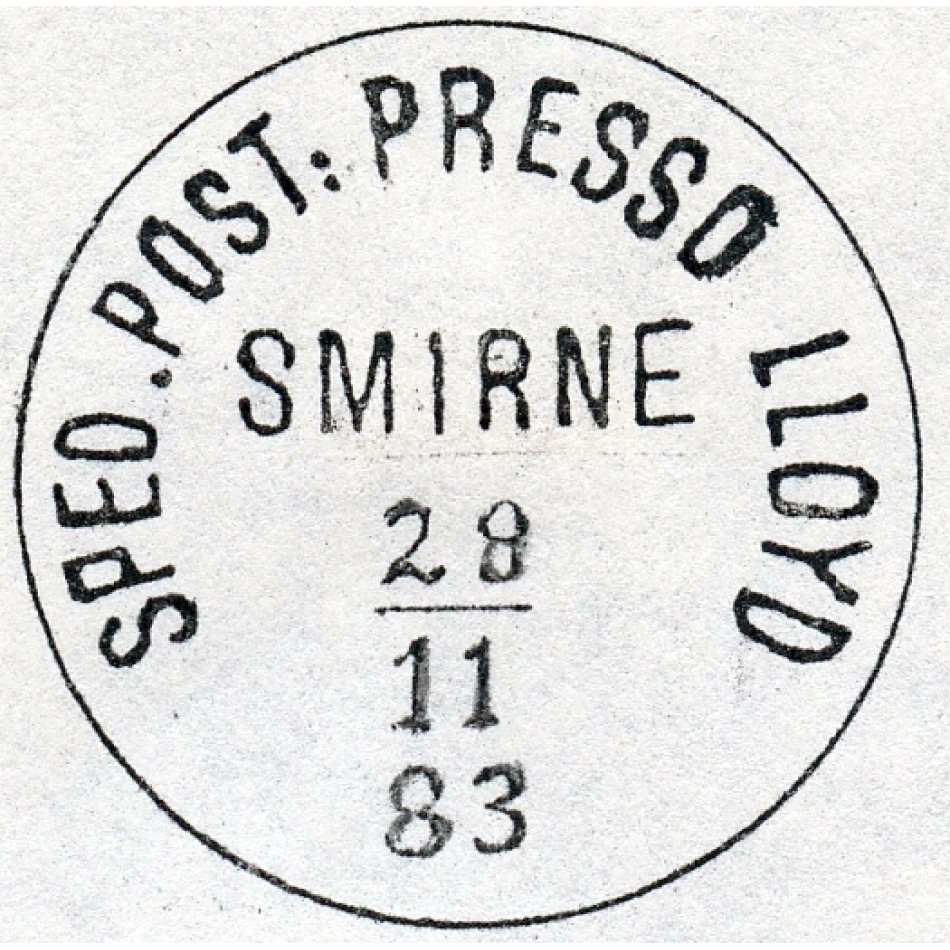 SPED. POST: PRESSO LLOYD
SMIRNE
28
11
83